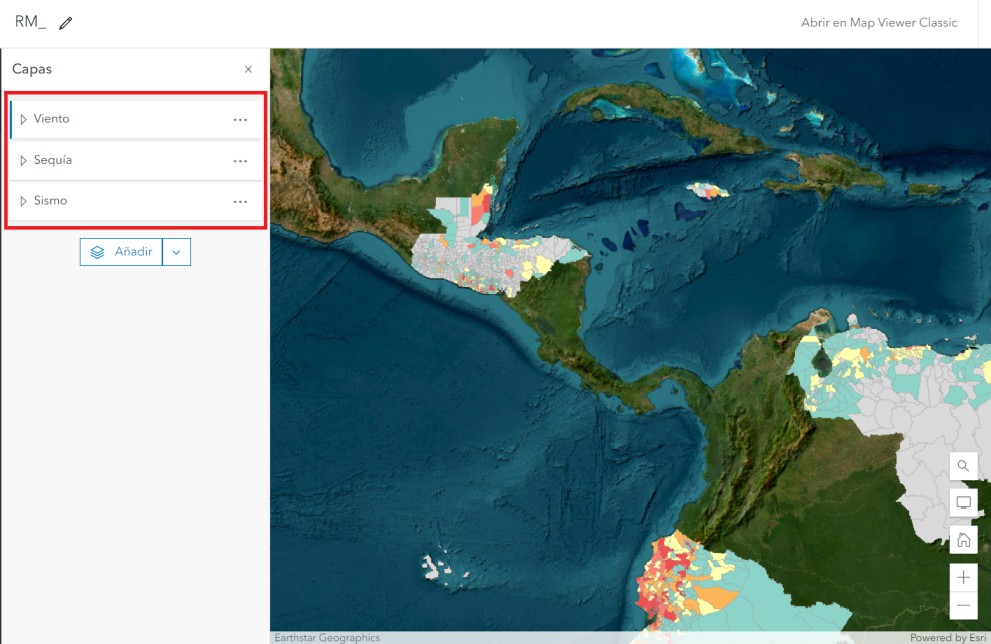 RM_
Abrir en Map Viewer Classic
Capas
Viento
Sequía
Sismo
Añadir
Earthstar Geographics
Powered by Esri